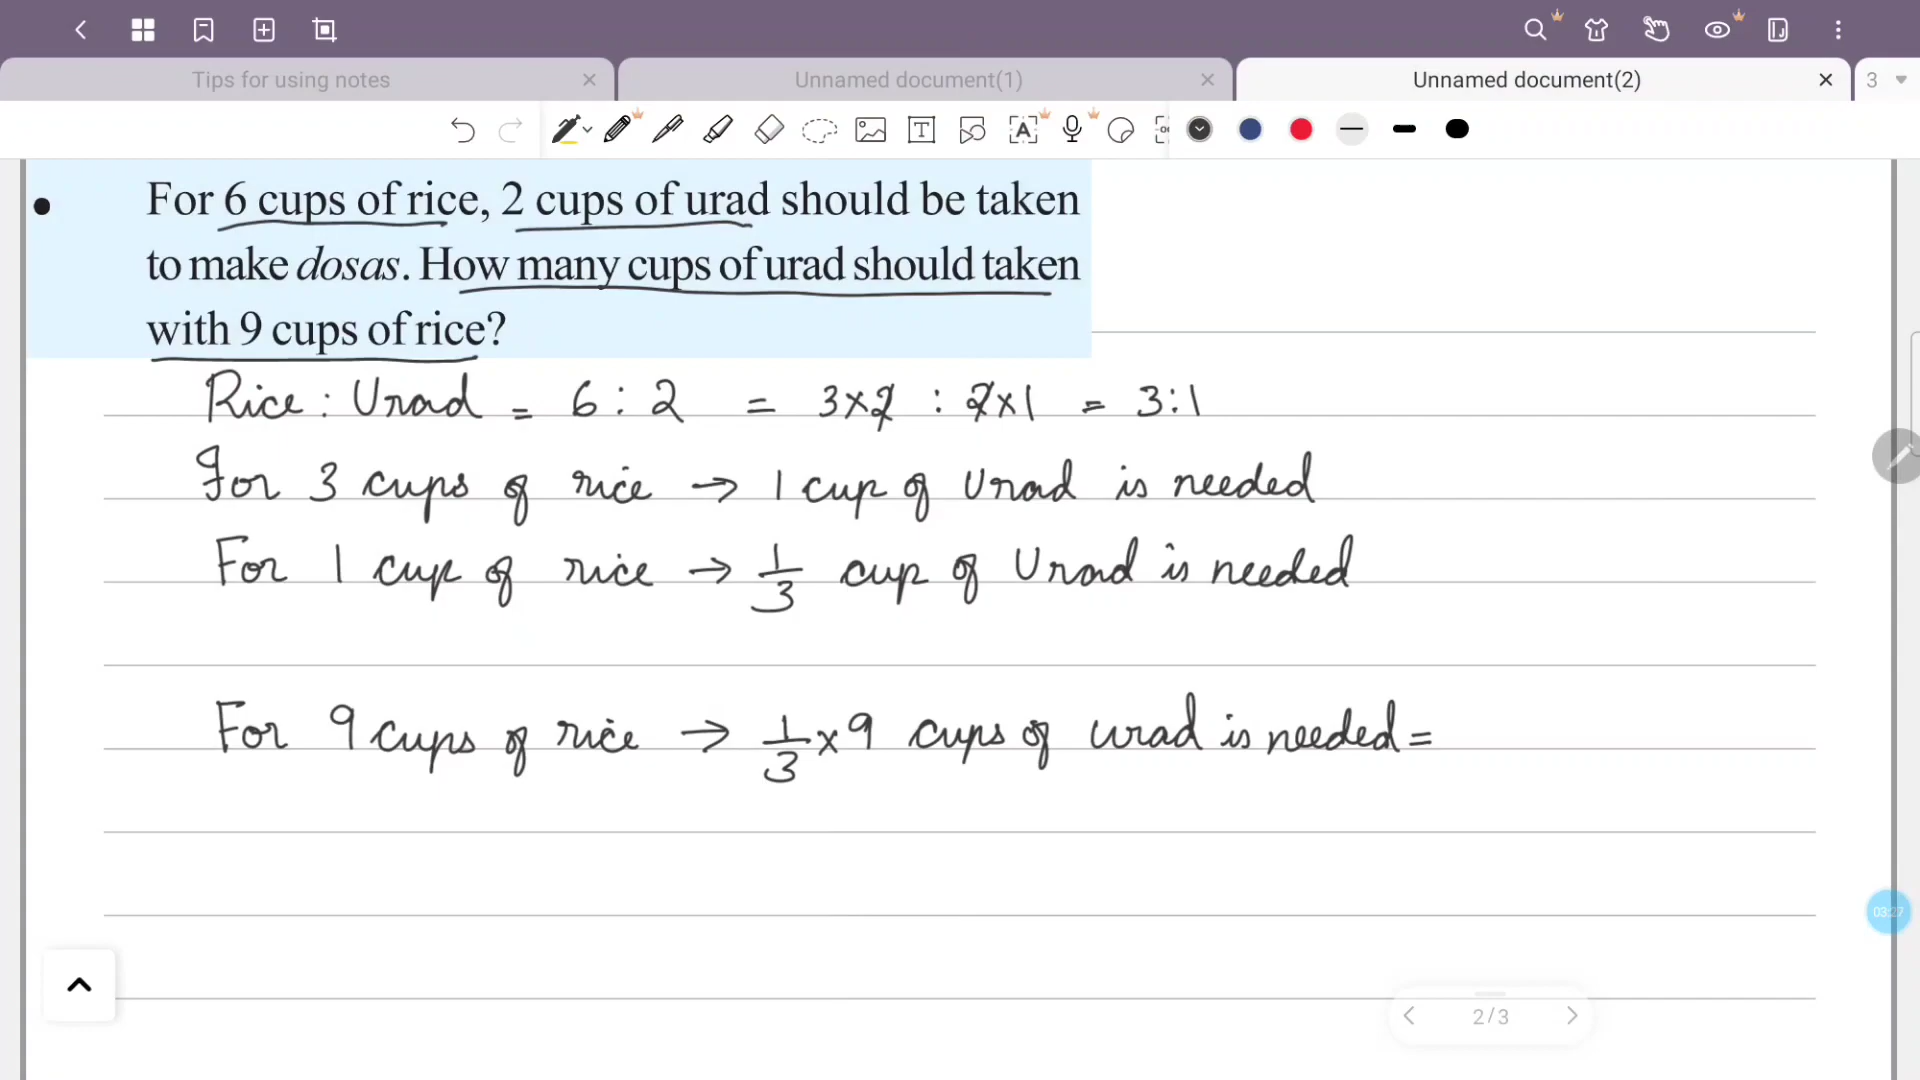 Tips for using notes
Unnamed document(1)
Unnamed document(2)
3
For 6 cups of rice, 2 cups of urad should be taken
to make dosas. How many cups of urad should taken
with 9 cups of rice?
Rice : Urad = 6 : 2 = 3×2 : 2×1 = 3:1
For 3 cups of rice → 1 cup of Urad is needed
For 1 cup of rice → 1/3 cup of Urad is needed
For 9 cups of rice → 1/3 × 9 cups of urad is needed =
03:27
2/3